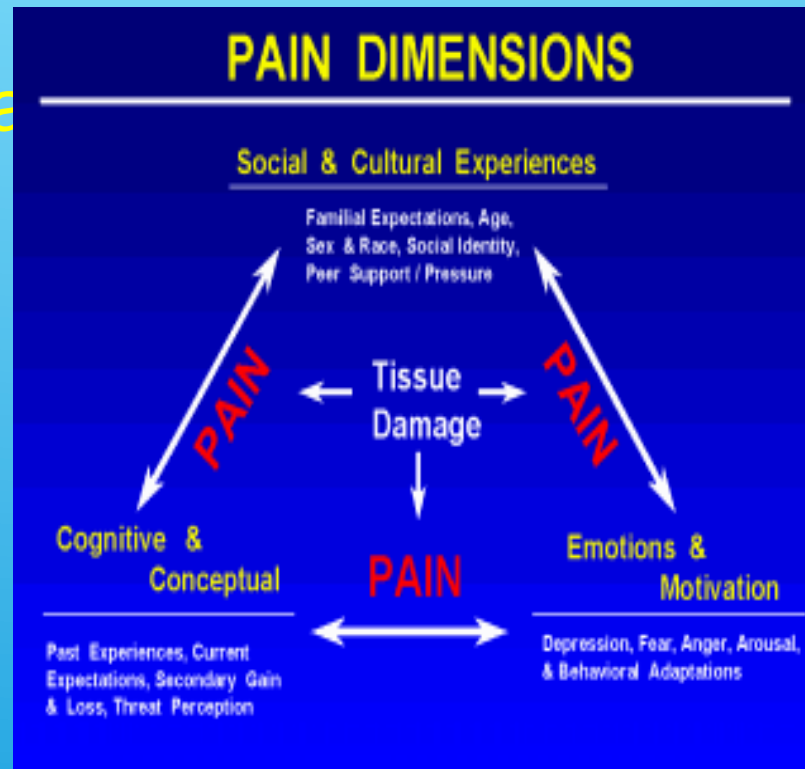 PAIN DIMENSIONS
a
Social & Cultural Experiences
Familial Expectations, Age,
Sex & Race, Social Identity,
Peer Support / Pressure
PAIN
Tissue
Damage
PAIN
Cognitive &
Conceptual
PAIN
Emotions &
Motivation
Past Experiences, Current
Expectations, Secondary Gain
& Loss, Threat Perception
Depression, Fear, Anger, Arousal,
& Behavioral Adaptations